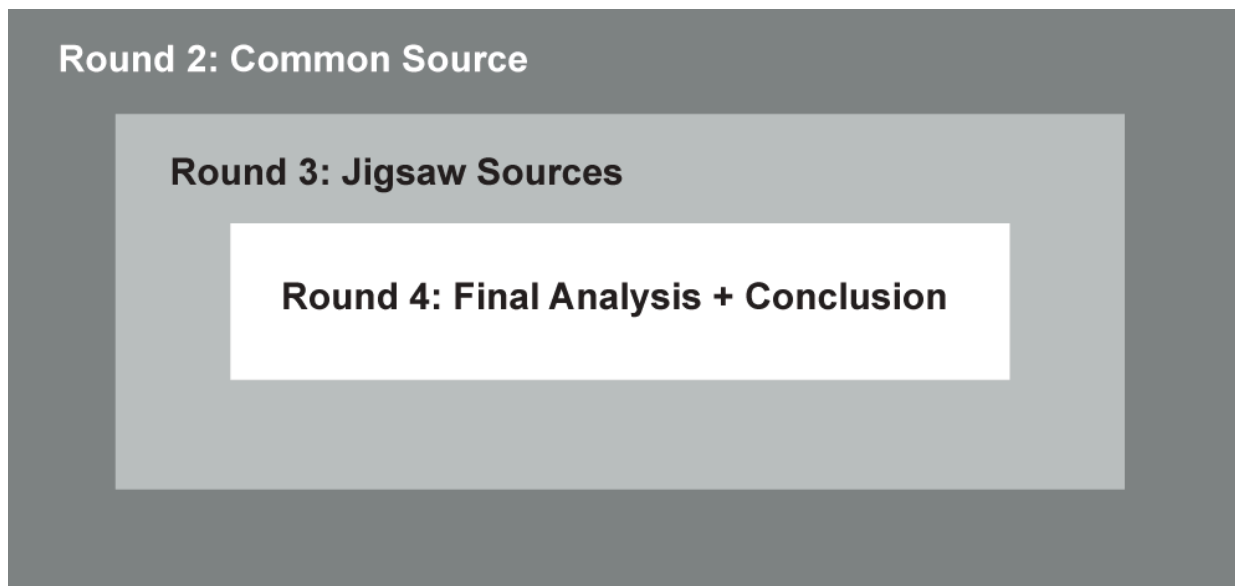 Round 2: Common Source
Round 3: Jigsaw Sources
Round 4: Final Analysis + Conclusion